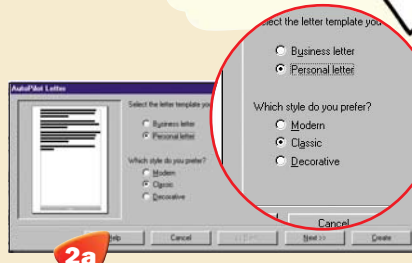 AutoPilot Letter
Select the letter template you
Business letter
Personal letter
Which style do you prefer?
Modern
Classic
Decorative
Help
Cancel
Next >>
Create
2a
the letter template you
Business letter
Personal letter
Which style do you prefer?
Modern
Classic
Decorative
Cancel